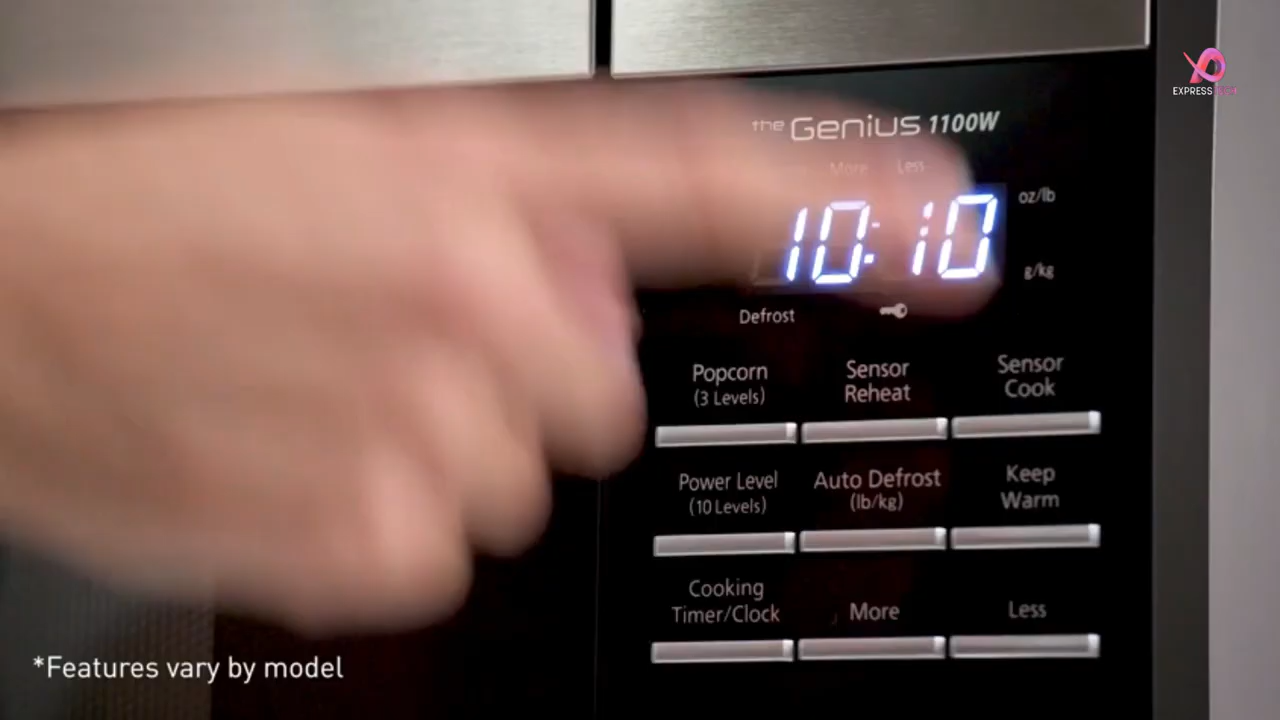 EXPRESS
the Genius 1100W
More Less
10:10
oz/lb
g/kg
Defrost
Popcorn
(3 Levels)
Sensor
Reheat
Sensor
Cook
Power Level
(10 Levels)
Auto Defrost
(lb/kg)
Keep
Warm
Cooking
Timer/Clock
More
Less
*Features vary by model